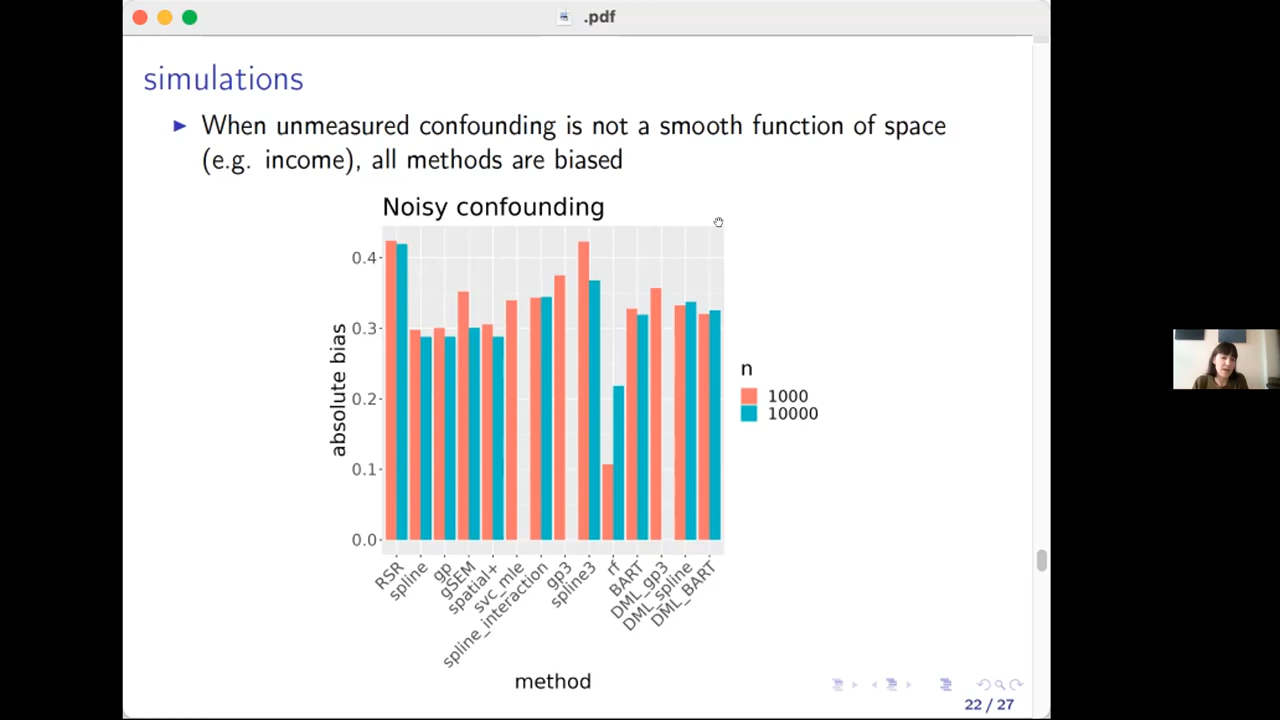 .pdf
simulations
When unmeasured confounding is not a smooth function of space
(e.g. income), all methods are biased
Noisy confounding
absolute bias
0.4
0.3
0.2
0.1
0.0
RSR
spline
gp
gSEM
spatial+
svc_mle
spline_interaction
gp3
spline3
rf
BART
DML_gp3
DML_spline
DML_BART
method
n
1000
10000
22 / 27